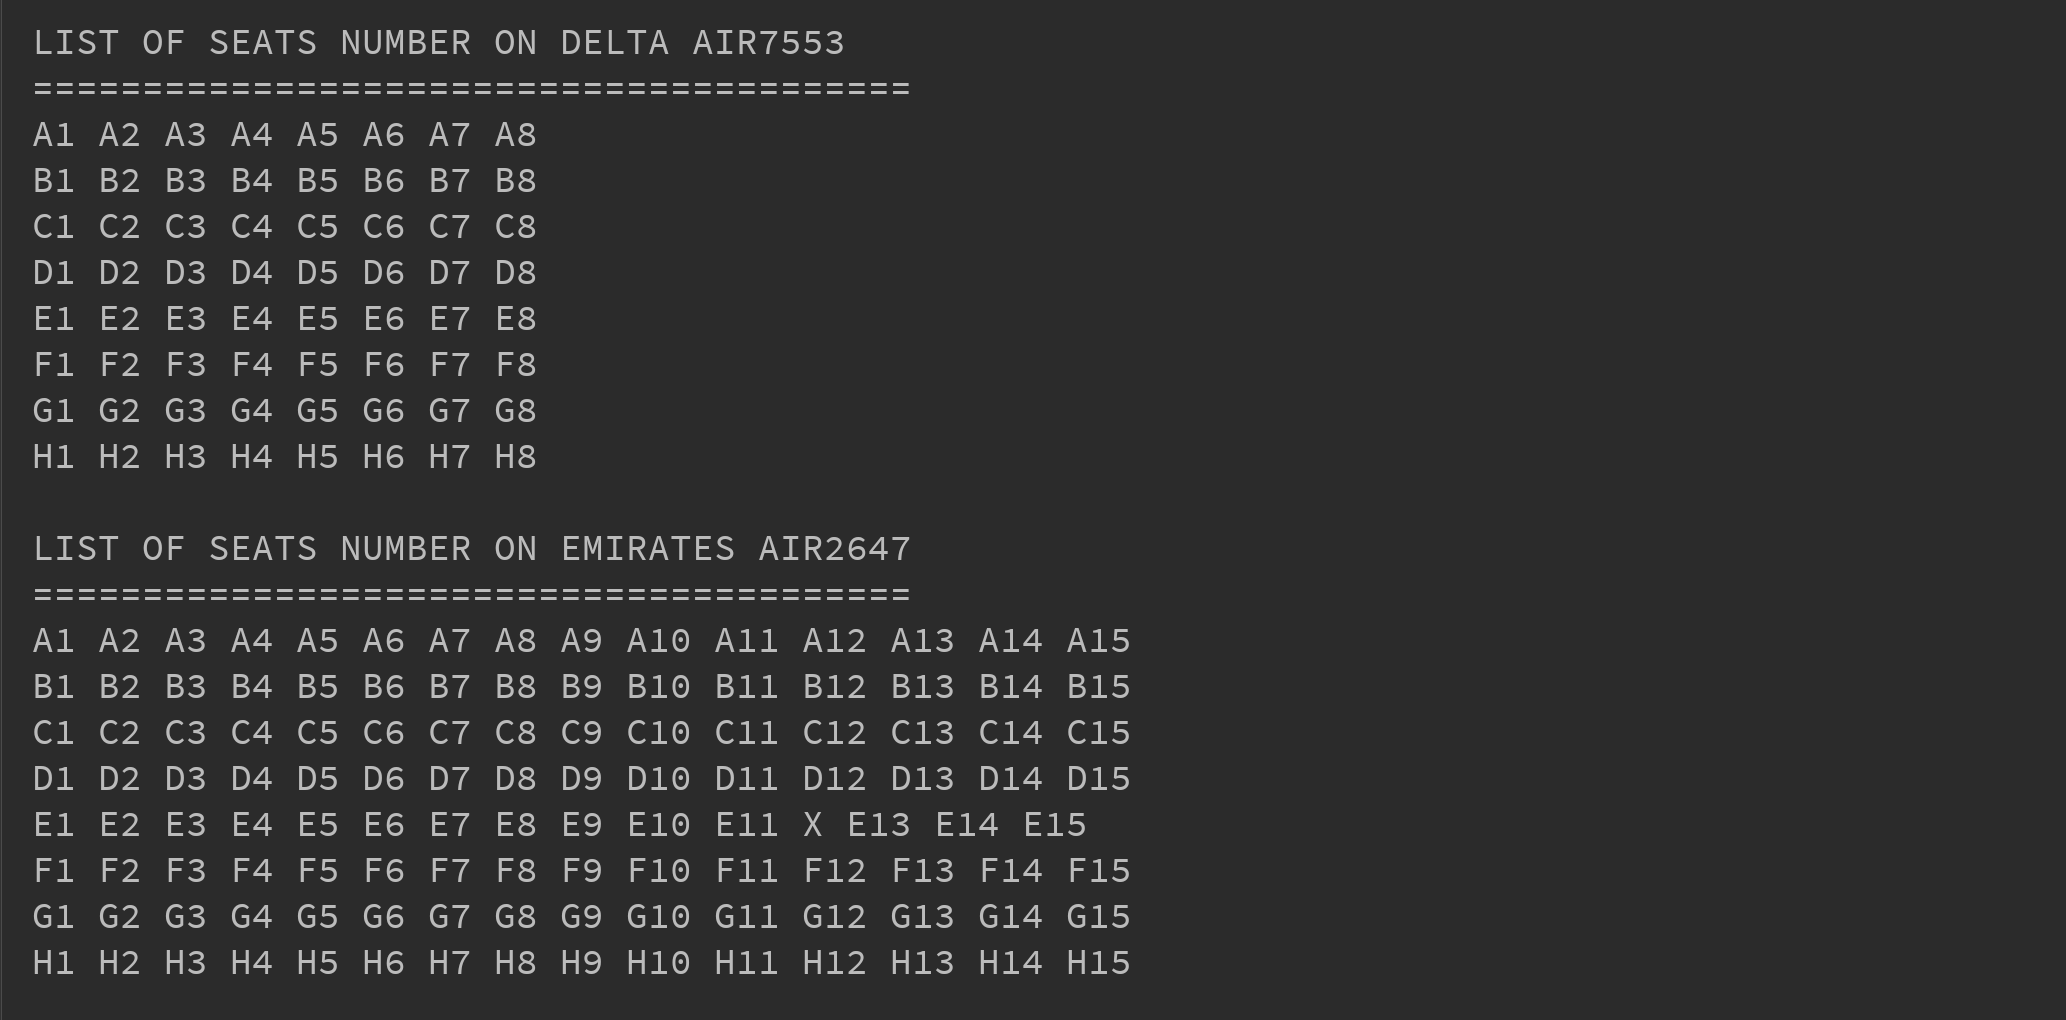 LIST OF SEATS NUMBER ON DELTA AIR7553
========================================
A1 A2 A3 A4 A5 A6 A7 A8
B1 B2 B3 B4 B5 B6 B7 B8
C1 C2 C3 C4 C5 C6 C7 C8
D1 D2 D3 D4 D5 D6 D7 D8
E1 E2 E3 E4 E5 E6 E7 E8
F1 F2 F3 F4 F5 F6 F7 F8
G1 G2 G3 G4 G5 G6 G7 G8
H1 H2 H3 H4 H5 H6 H7 H8

LIST OF SEATS NUMBER ON EMIRATES AIR2647
========================================
A1 A2 A3 A4 A5 A6 A7 A8 A9 A10 A11 A12 A13 A14 A15
B1 B2 B3 B4 B5 B6 B7 B8 B9 B10 B11 B12 B13 B14 B15
C1 C2 C3 C4 C5 C6 C7 C8 C9 C10 C11 C12 C13 C14 C15
D1 D2 D3 D4 D5 D6 D7 D8 D9 D10 D11 D12 D13 D14 D15
E1 E2 E3 E4 E5 E6 E7 E8 E9 E10 E11 X E13 E14 E15
F1 F2 F3 F4 F5 F6 F7 F8 F9 F10 F11 F12 F13 F14 F15
G1 G2 G3 G4 G5 G6 G7 G8 G9 G10 G11 G12 G13 G14 G15
H1 H2 H3 H4 H5 H6 H7 H8 H9 H10 H11 H12 H13 H14 H15